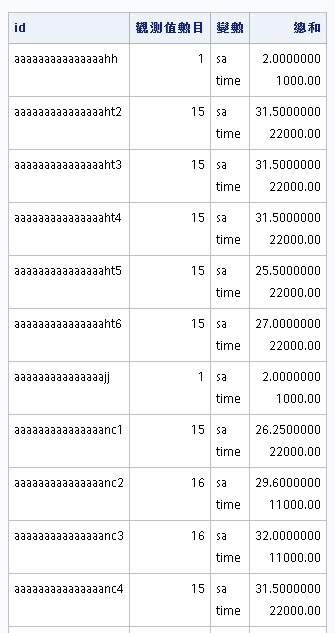 id 觀測值數目 變數 總和
aaaaaaaaaaaaaaahh 1 sa 2.0000000
time 1000.00
aaaaaaaaaaaaaaaht2 15 sa 31.5000000
time 22000.00
aaaaaaaaaaaaaaaht3 15 sa 31.5000000
time 22000.00
aaaaaaaaaaaaaaaht4 15 sa 31.5000000
time 22000.00
aaaaaaaaaaaaaaaht5 15 sa 25.5000000
time 22000.00
aaaaaaaaaaaaaaaht6 15 sa 27.0000000
time 22000.00
aaaaaaaaaaaaaaajj 1 sa 2.0000000
time 1000.00
aaaaaaaaaaaaaaanc1 15 sa 26.2500000
time 22000.00
aaaaaaaaaaaaaaanc2 16 sa 29.6000000
time 11000.00
aaaaaaaaaaaaaaanc3 16 sa 32.0000000
time 11000.00
aaaaaaaaaaaaaaanc4 15 sa 31.5000000
time 22000.00